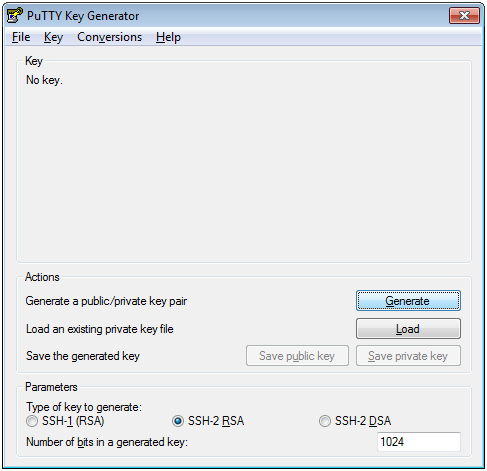 PuTTY Key Generator
File Key Conversions Help
Key
No key.
Actions
Generate a public/private key pair Generate
Load an existing private key file Load
Save the generated key Save public key Save private key
Parameters
Type of key to generate:
SSH-1 (RSA) SSH-2 RSA SSH-2 DSA
Number of bits in a generated key: 1024